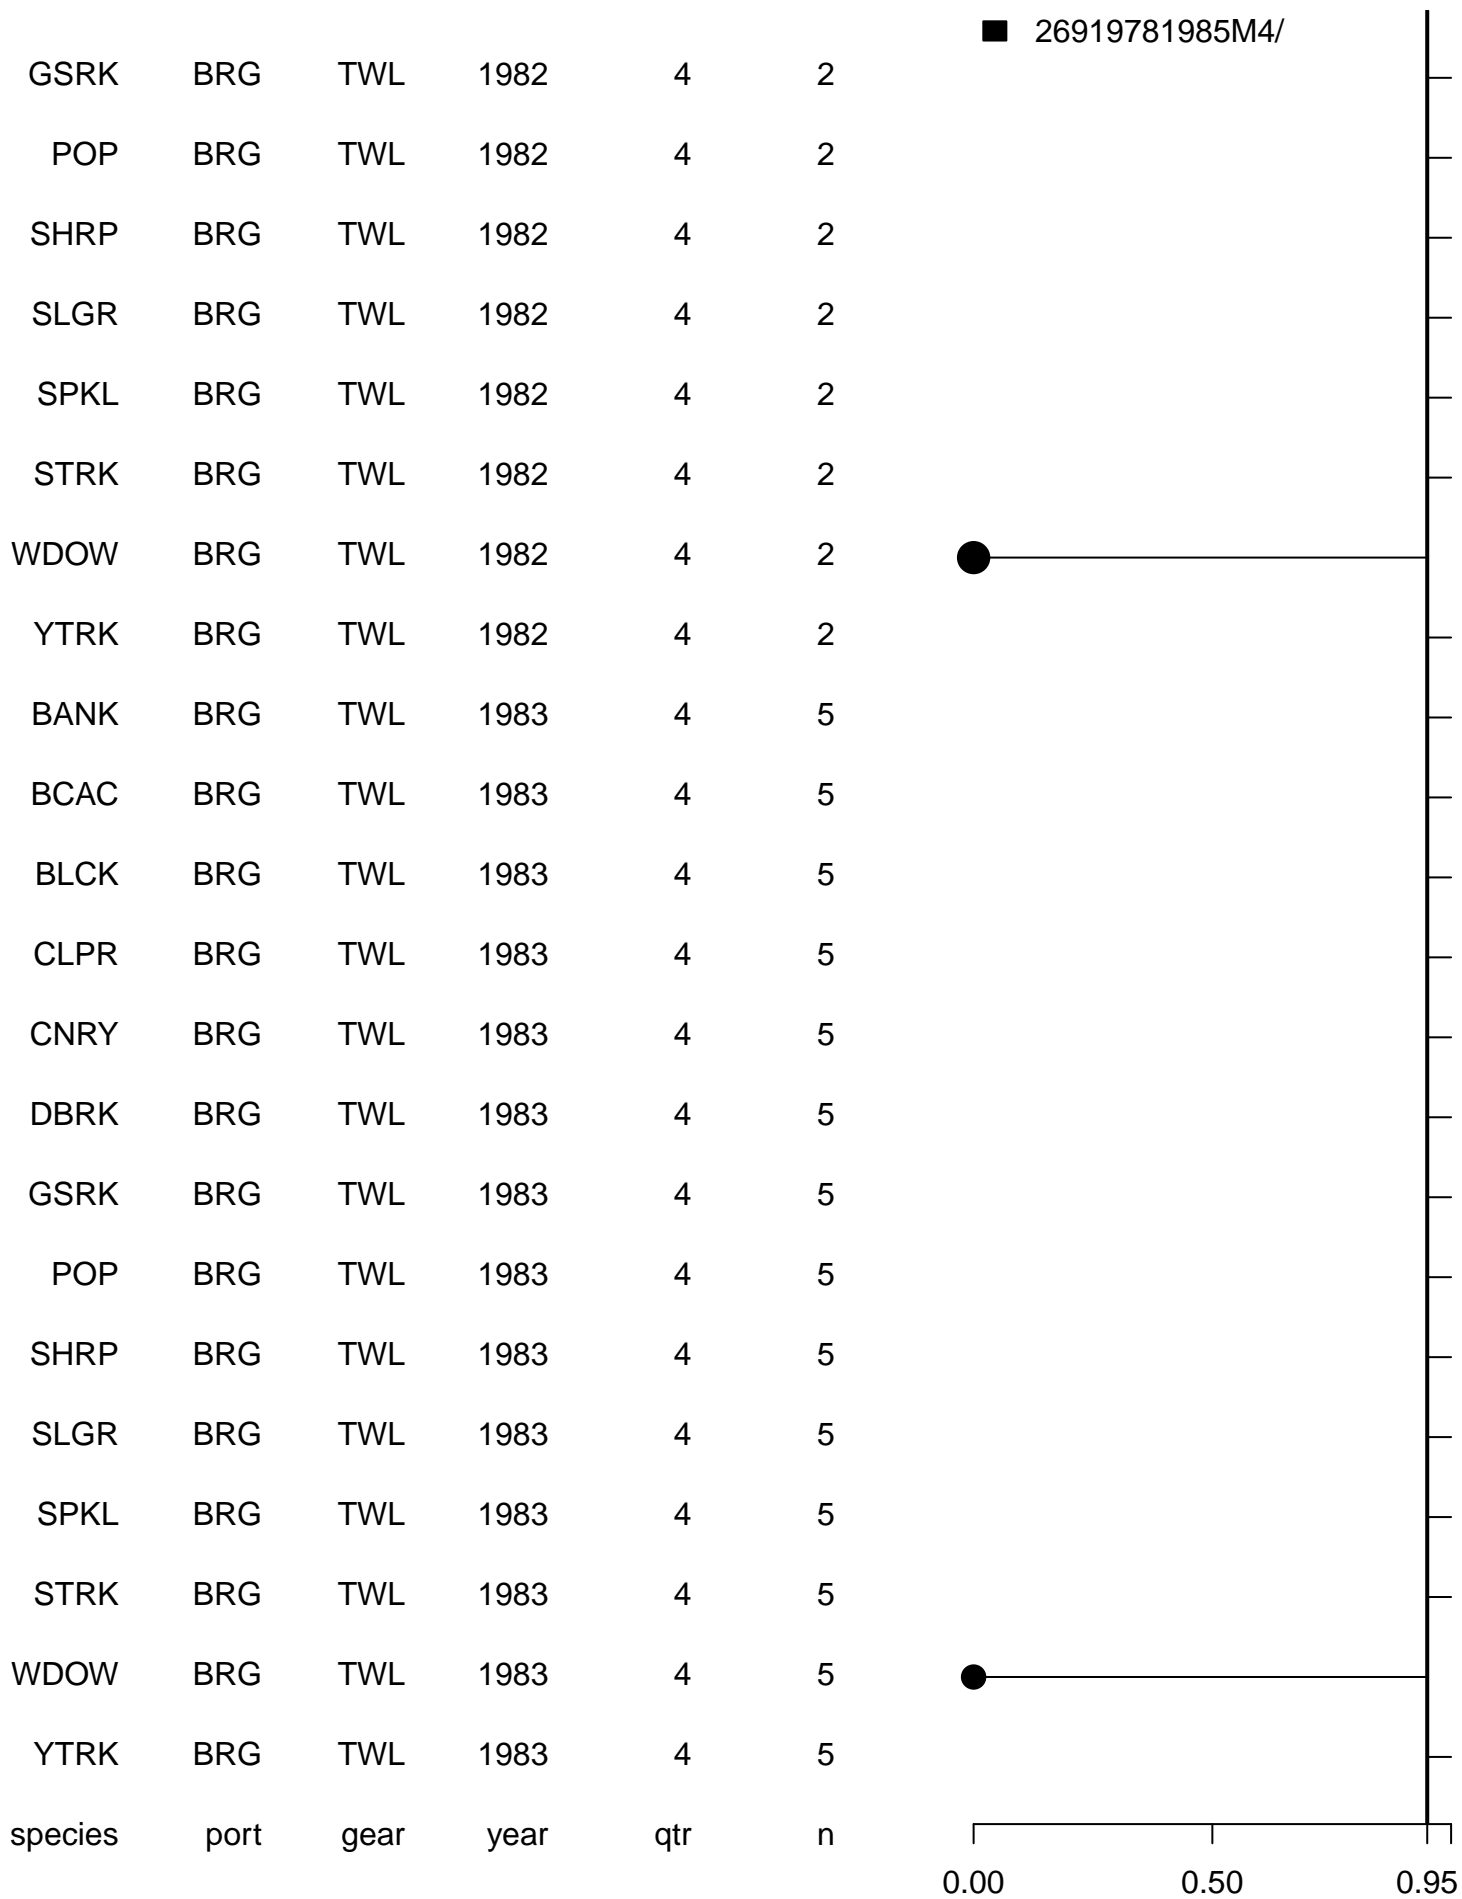 26919781985M4/
GSRK BRG TWL 1982 4 2
POP BRG TWL 1982 4 2
SHRP BRG TWL 1982 4 2
SLGR BRG TWL 1982 4 2
SPKL BRG TWL 1982 4 2
STRK BRG TWL 1982 4 2
WDOW BRG TWL 1982 4 2
YTRK BRG TWL 1982 4 2
BANK BRG TWL 1983 4 5
BCAC BRG TWL 1983 4 5
BLCK BRG TWL 1983 4 5
CLPR BRG TWL 1983 4 5
CNRY BRG TWL 1983 4 5
DBRK BRG TWL 1983 4 5
GSRK BRG TWL 1983 4 5
POP BRG TWL 1983 4 5
SHRP BRG TWL 1983 4 5
SLGR BRG TWL 1983 4 5
SPKL BRG TWL 1983 4 5
STRK BRG TWL 1983 4 5
WDOW BRG TWL 1983 4 5
YTRK BRG TWL 1983 4 5
species port gear year qtr n
0.00 0.50 0.95